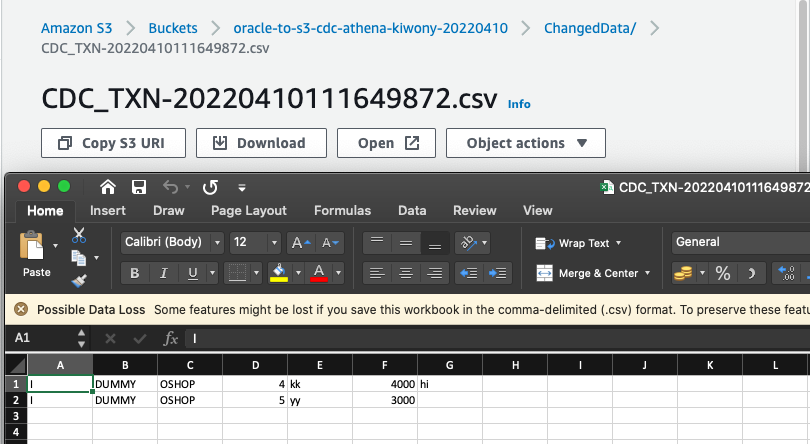 Amazon S3 > Buckets > oracle-to-s3-cdc-athena-kiwony-20220410 > ChangedData/ >
CDC_TXN-20220410111649872.csv
CDC_TXN-20220410111649872.csv Info
Copy S3 URI Download Open Object actions ▼
CDC_TXN-20220410111649872
Home Insert Draw Page Layout Formulas Data Review View
Paste Calibri (Body) 12 A A Wrap Text General
B I U A Merge & Center % .0 .00
Possible Data Loss Some features might be lost if you save this workbook in the comma-delimited (.csv) format. To preserve these featu
A1 fx I
A B C D E F G H I J K L
1 I DUMMY OSHOP 4 kk 4000 hi
2 I DUMMY OSHOP 5 yy 3000
3
4